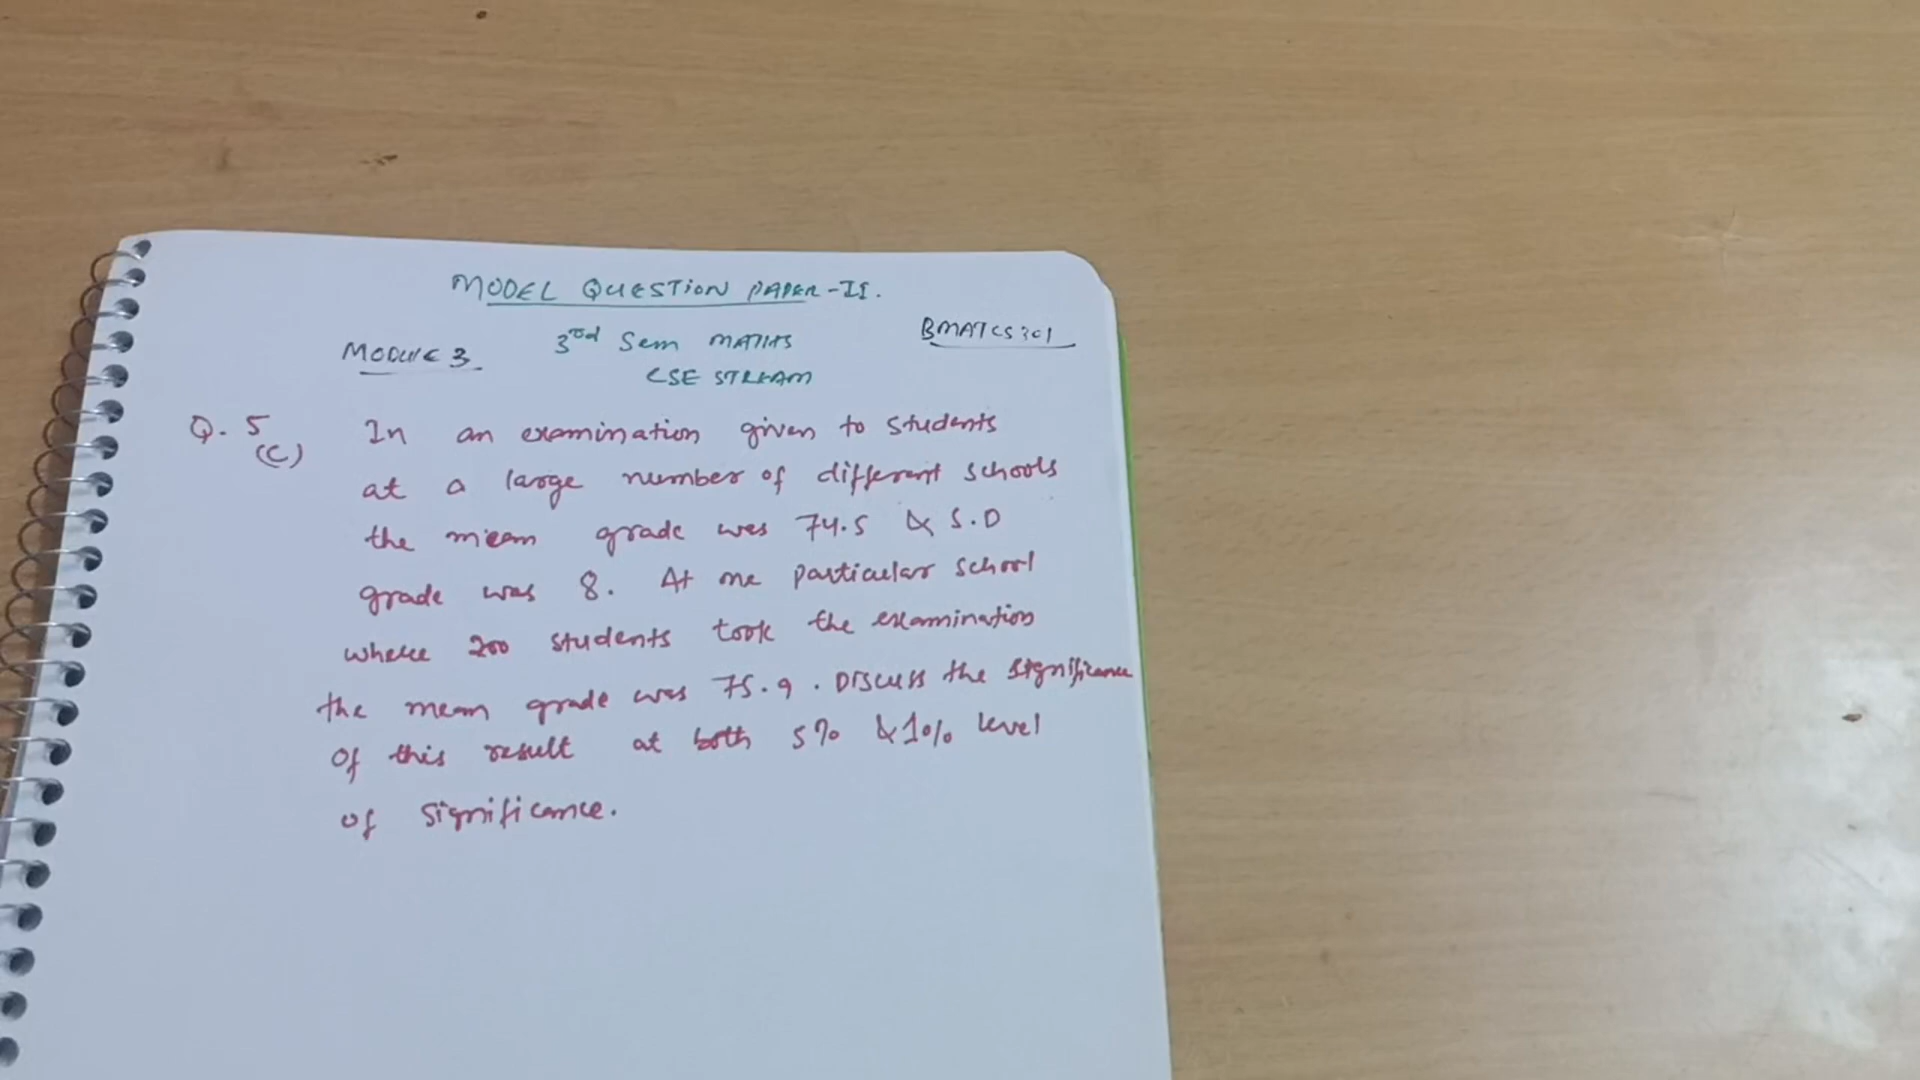 MODEL QUESTION PAPER-II.
3rd Sem MATHS
BMATCS301
MODULE 3
CSE STREAM
Q. 5
(C)
In an examination given to students
at a large number of different schools
the mean grade was 74.5 & S.D
grade was 8. At one particular school
where 200 students took the examination
the mean grade was 75.9. Discuss the significance
of this result at both 5% & 1% level
of significance.